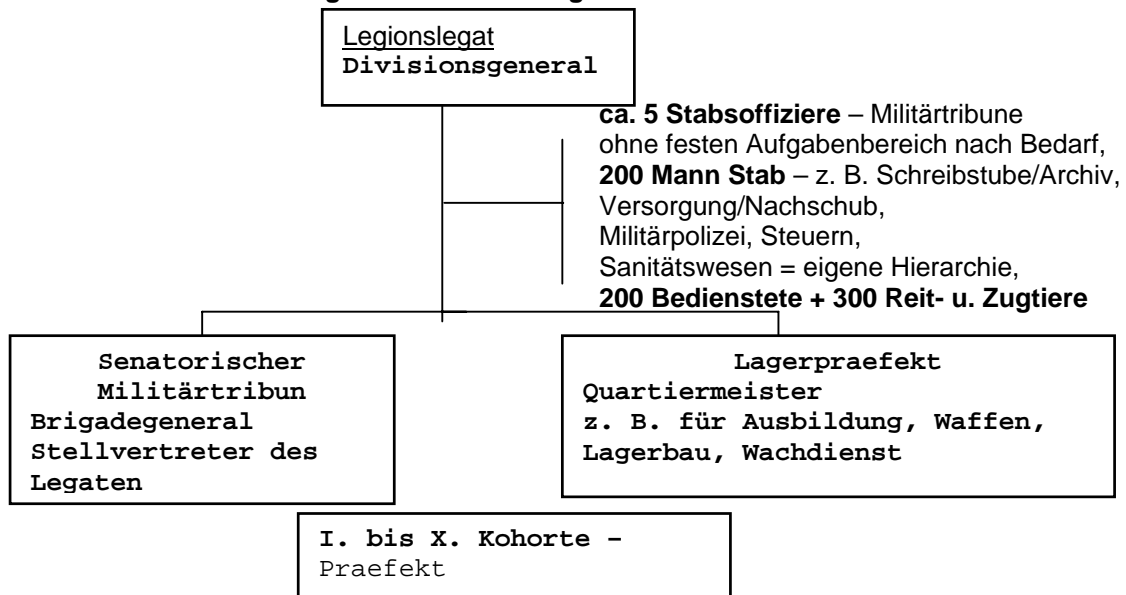 Legionslegat
Divisionsgeneral
ca. 5 Stabsoffiziere – Militärtribune
ohne festen Aufgabenbereich nach Bedarf,
200 Mann Stab – z. B. Schreibstube/Archiv,
Versorgung/Nachschub,
Militärpolizei, Steuern,
Sanitätswesen = eigene Hierarchie,
200 Bedienstete + 300 Reit- u. Zugtiere
Senatorischer
Militärtribun
Brigadegeneral
Stellvertreter des
Legaten
Lagerpraefekt
Quartiermeister
z. B. für Ausbildung, Waffen,
Lagerbau, Wachdienst
I. bis X. Kohorte –
Praefekt